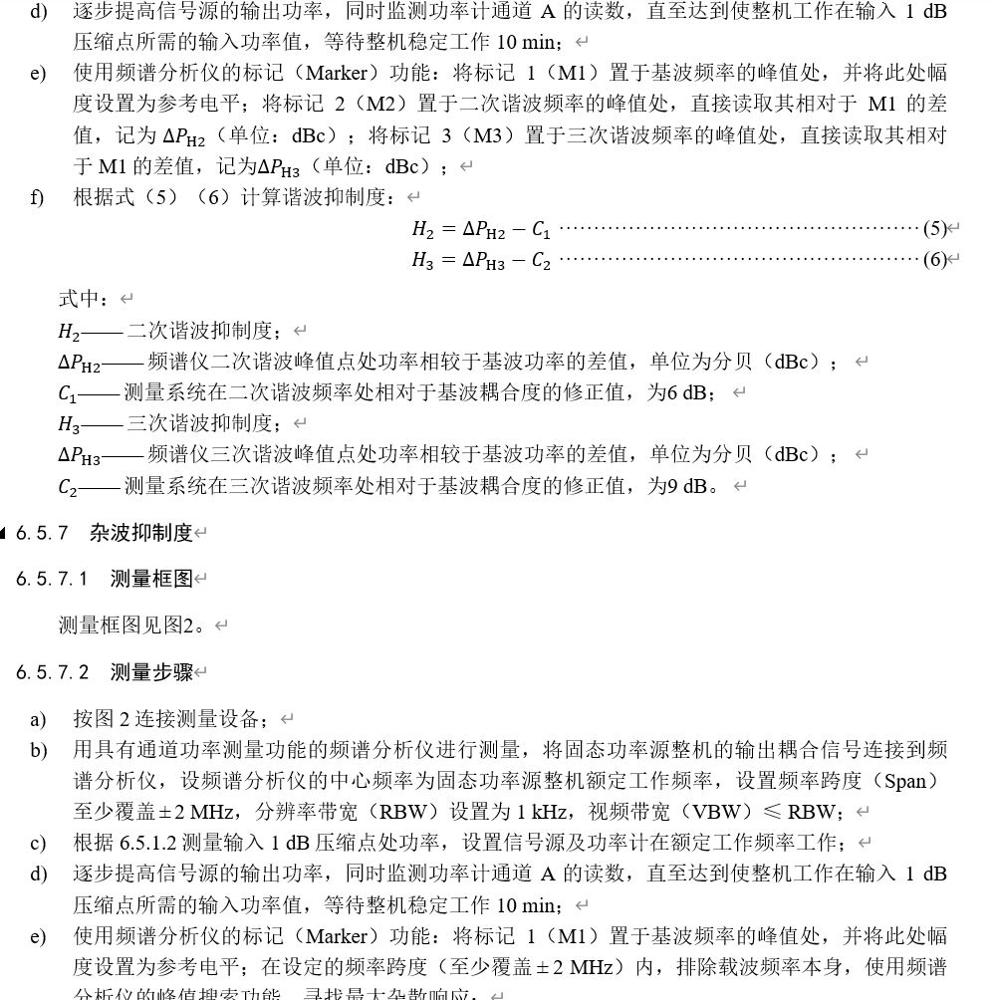 d) 逐步提高信号源的输出功率，同时监测功率计通道 A 的读数，直至达到使整机工作在输入 1 dB
压缩点所需的输入功率值，等待整机稳定工作 10 min；↵
e) 使用频谱分析仪的标记（Marker）功能：将标记 1（M1）置于基波频率的峰值处，并将此处幅
度设置为参考电平；将标记 2（M2）置于二次谐波频率的峰值处，直接读取其相对于 M1 的差
值，记为 ΔP_H2（单位：dBc）；将标记 3（M3）置于三次谐波频率的峰值处，直接读取其相对
于 M1 的差值，记为ΔP_H3（单位：dBc）；↵
f) 根据式（5）（6）计算谐波抑制度：↵
H₂ = ΔP_H2 − C₁ ···················································· (5)↵
H₃ = ΔP_H3 − C₂ ···················································· (6)↵
式中：↵
H₂—— 二次谐波抑制度；↵
ΔP_H2—— 频谱仪二次谐波峰值点处功率相较于基波功率的差值，单位为分贝（dBc）；↵
C₁—— 测量系统在二次谐波频率处相对于基波耦合度的修正值，为6 dB；↵
H₃—— 三次谐波抑制度；↵
ΔP_H3—— 频谱仪三次谐波峰值点处功率相较于基波功率的差值，单位为分贝（dBc）；↵
C₂—— 测量系统在三次谐波频率处相对于基波耦合度的修正值，为9 dB。↵
6.5.7 杂波抑制度↵
6.5.7.1 测量框图↵
测量框图见图2。↵
6.5.7.2 测量步骤↵
a) 按图 2 连接测量设备；↵
b) 用具有通道功率测量功能的频谱分析仪进行测量，将固态功率源整机的输出耦合信号连接到频
谱分析仪，设频谱分析仪的中心频率为固态功率源整机额定工作频率，设置频率跨度（Span）
至少覆盖±2 MHz，分辨率带宽（RBW）设置为 1 kHz，视频带宽（VBW）≤ RBW；↵
c) 根据 6.5.1.2 测量输入 1 dB 压缩点处功率，设置信号源及功率计在额定工作频率工作；↵
d) 逐步提高信号源的输出功率，同时监测功率计通道 A 的读数，直至达到使整机工作在输入 1 dB
压缩点所需的输入功率值，等待整机稳定工作 10 min；↵
e) 使用频谱分析仪的标记（Marker）功能：将标记 1（M1）置于基波频率的峰值处，并将此处幅
度设置为参考电平；在设定的频率跨度（至少覆盖±2 MHz）内，排除载波频率本身，使用频谱
分析仪的峰值搜索功能，寻找最大杂散响应；↵